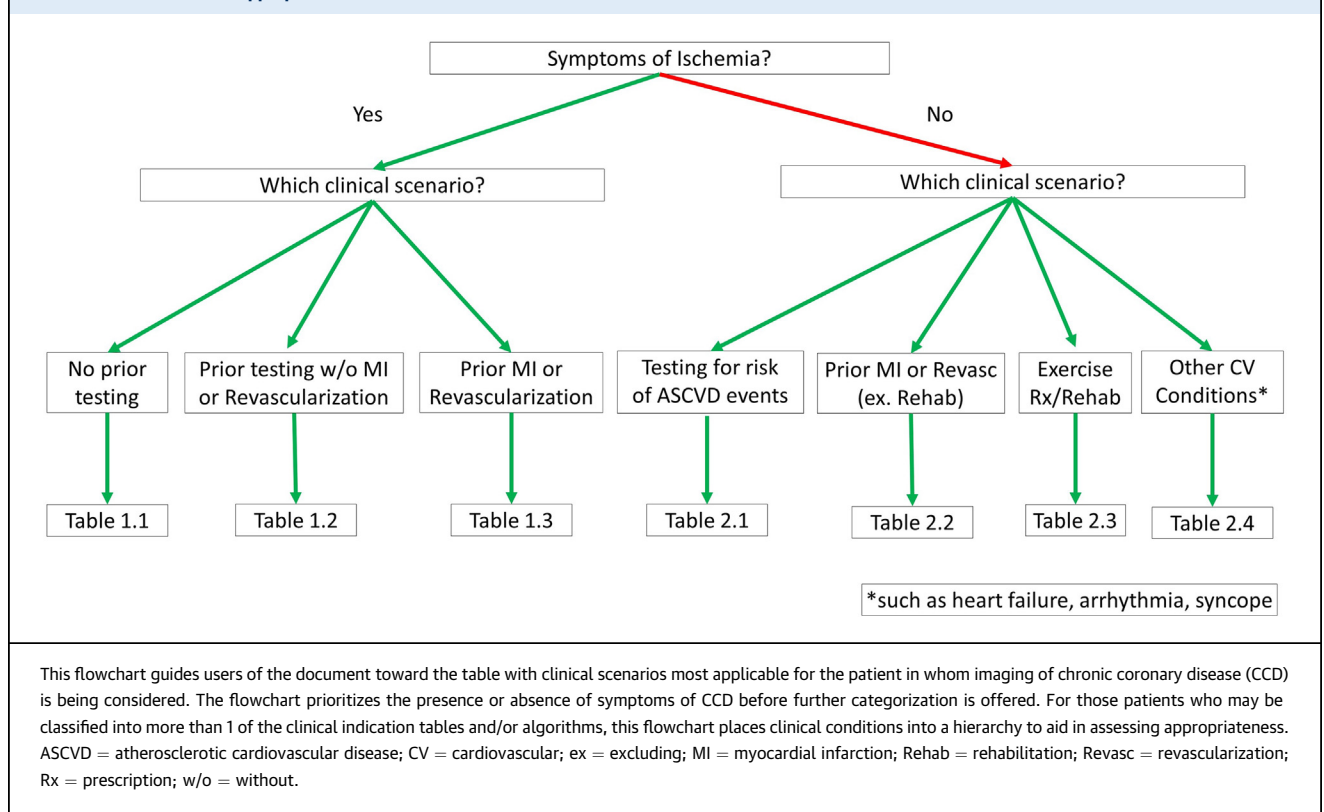 Symptoms of Ischemia?
Yes
No
Which clinical scenario?
Which clinical scenario?
No prior
testing
Prior testing w/o MI
or Revascularization
Prior MI or
Revascularization
Testing for risk
of ASCVD events
Prior MI or Revasc
(ex. Rehab)
Exercise
Rx/Rehab
Other CV
Conditions*
Table 1.1
Table 1.2
Table 1.3
Table 2.1
Table 2.2
Table 2.3
Table 2.4
*such as heart failure, arrhythmia, syncope
This flowchart guides users of the document toward the table with clinical scenarios most applicable for the patient in whom imaging of chronic coronary disease (CCD)
is being considered. The flowchart prioritizes the presence or absence of symptoms of CCD before further categorization is offered. For those patients who may be
classified into more than 1 of the clinical indication tables and/or algorithms, this flowchart places clinical conditions into a hierarchy to aid in assessing appropriateness.
ASCVD = atherosclerotic cardiovascular disease; CV = cardiovascular; ex = excluding; MI = myocardial infarction; Rehab = rehabilitation; Revasc = revascularization;
Rx = prescription; w/o = without.